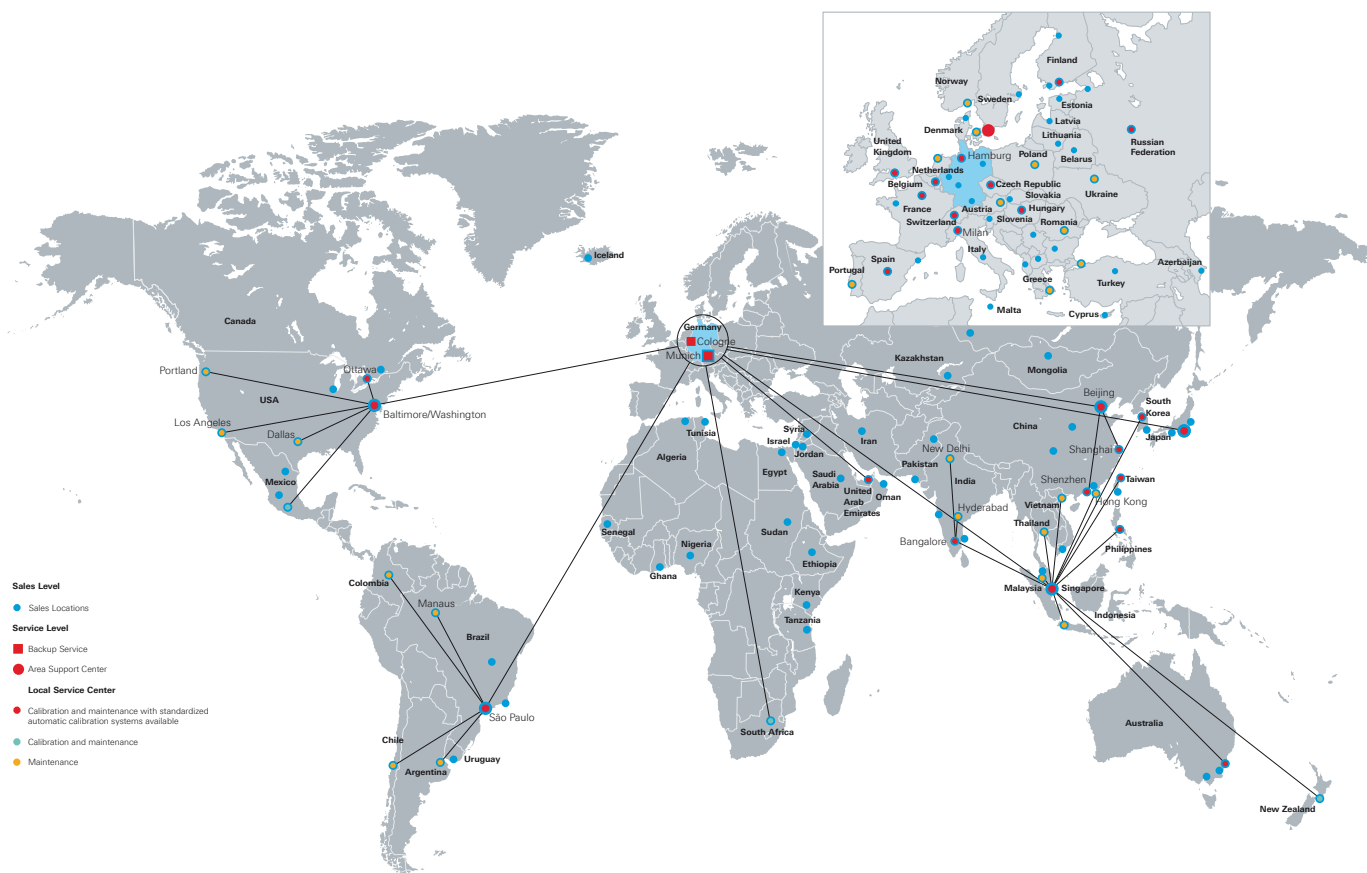 Finland
Norway
Sweden
Estonia
Latvia
Denmark
Lithuania
United
Kingdom
Russian
Federation
Hamburg
Poland
Belarus
Netherlands
Belgium
Czech Republic
Slovakia
Ukraine
France
Austria
Hungary
Switzerland
Slovenia
Romania
Milan
Italy
Spain
Portugal
Greece
Turkey
Azerbaijan
Malta
Cyprus
Iceland
Canada
Germany
Cologne
Munich
Kazakhstan
Mongolia
Portland
Ottawa
USA
Baltimore/Washington
Los Angeles
Dallas
Mexico
Beijing
South
Korea
China
Japan
Shanghai
Tunisia
Algeria
Syria
Israel
Jordan
Iran
Egypt
Saudi
Arabia
United
Arab
Emirates
Oman
Pakistan
New Delhi
India
Hyderabad
Bangalore
Shenzhen
Taiwan
Hong Kong
Vietnam
Thailand
Philippines
Malaysia
Singapore
Indonesia
Senegal
Nigeria
Ghana
Sudan
Ethiopia
Kenya
Tanzania
South Africa
Colombia
Manaus
Brazil
São Paulo
Chile
Argentina
Uruguay
Australia
New Zealand
Sales Level
Sales Locations
Service Level
Backup Service
Area Support Center
Local Service Center
Calibration and maintenance with standardized
automatic calibration systems available
Calibration and maintenance
Maintenance